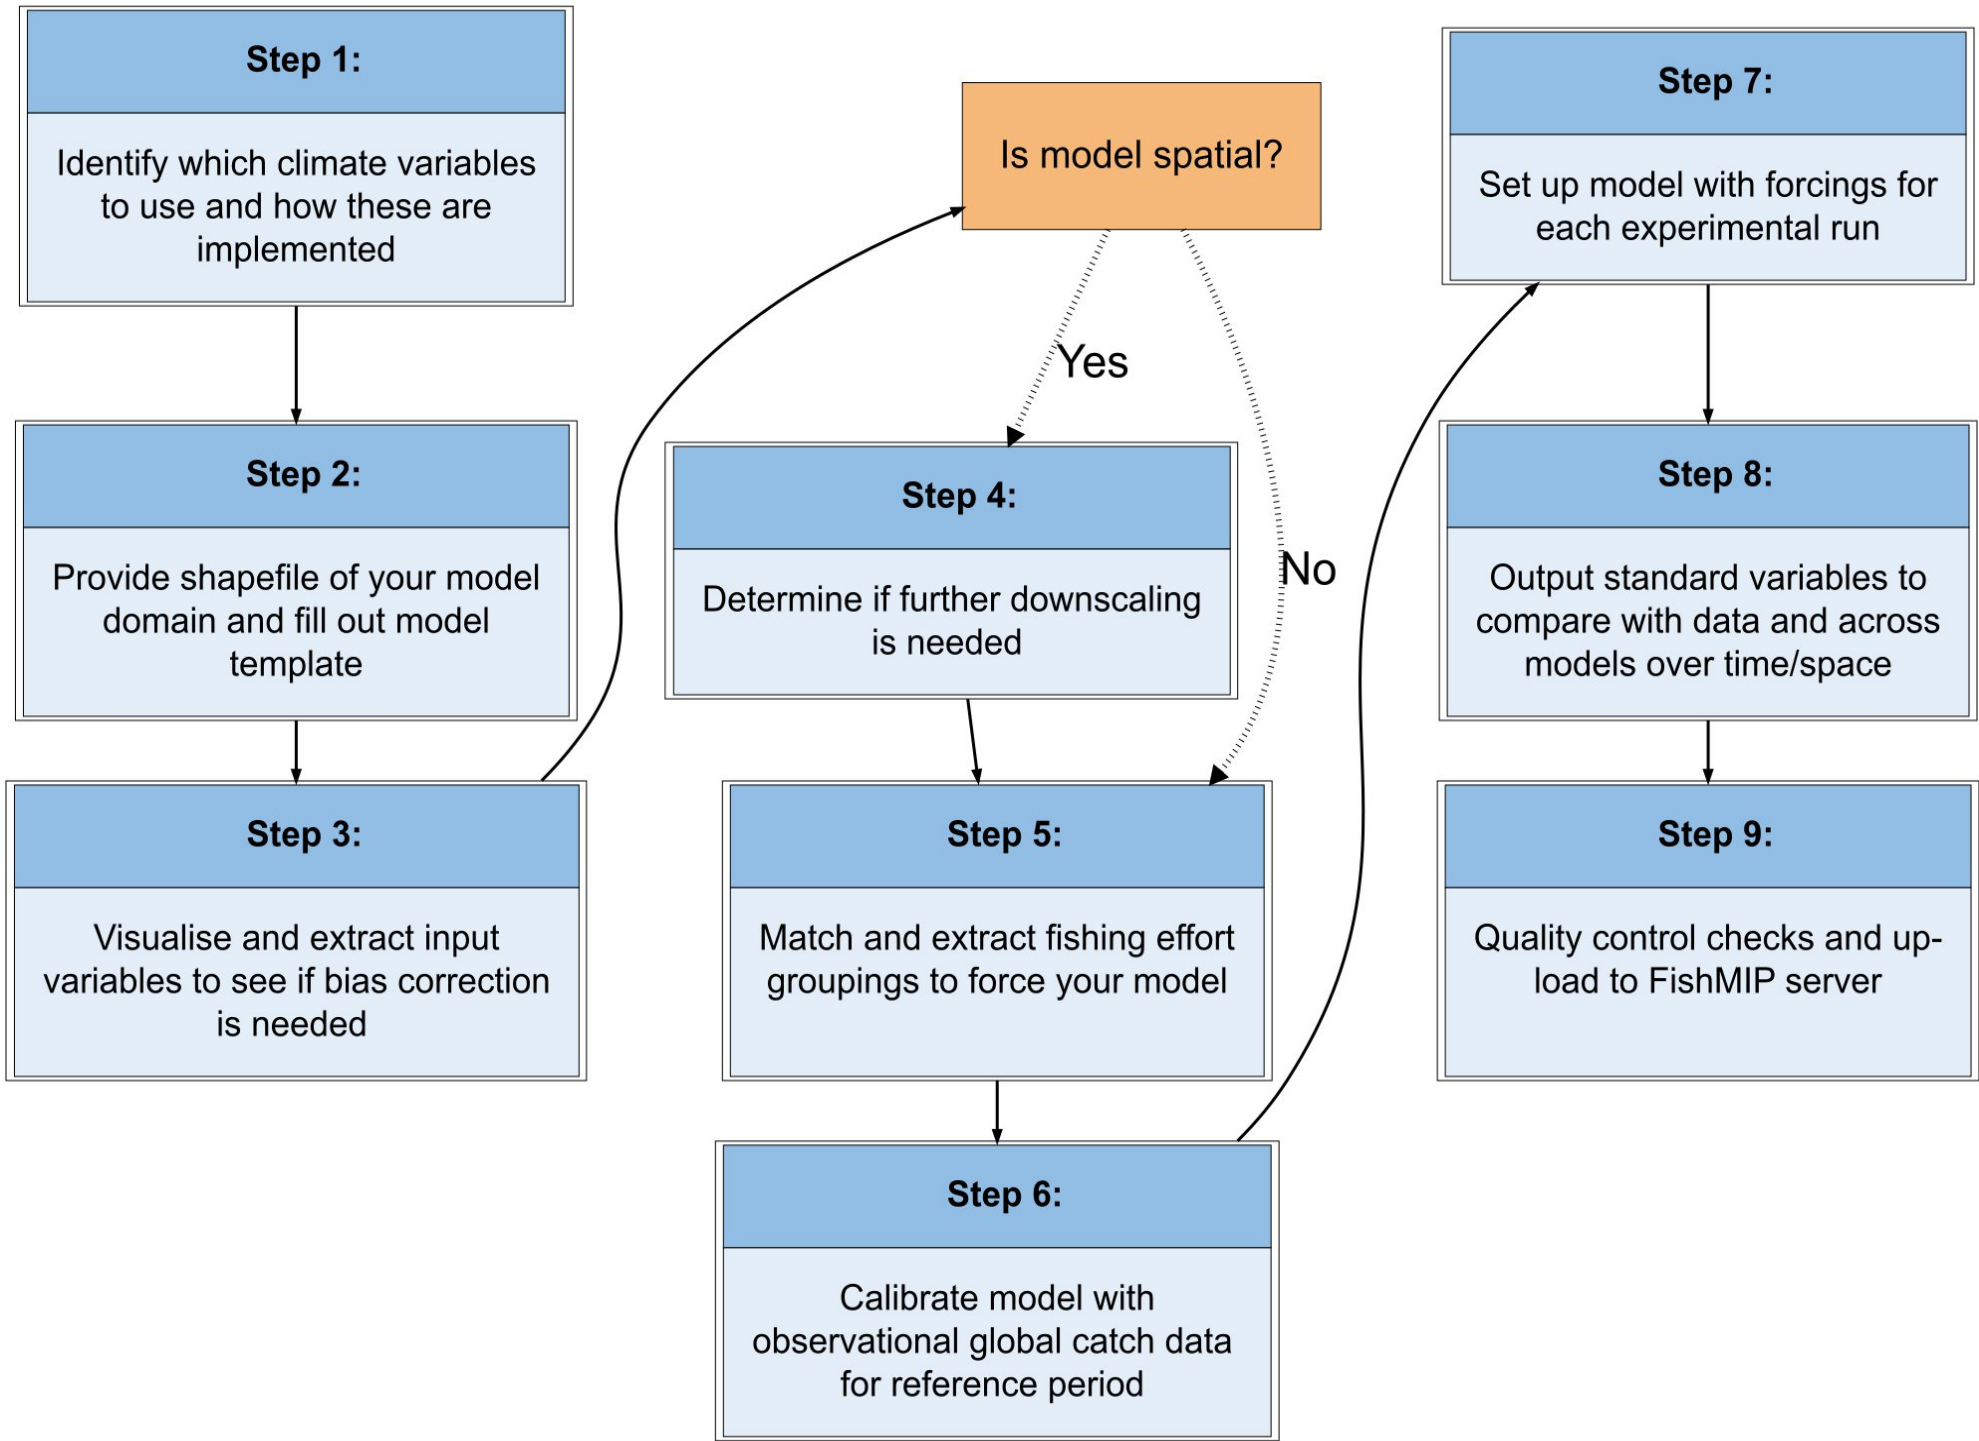 Step 1:
Identify which climate variables
to use and how these are
implemented
Step 2:
Provide shapefile of your model
domain and fill out model
template
Step 3:
Visualise and extract input
variables to see if bias correction
is needed
Is model spatial?
Yes
No
Step 4:
Determine if further downscaling
is needed
Step 5:
Match and extract fishing effort
groupings to force your model
Step 6:
Calibrate model with
observational global catch data
for reference period
Step 7:
Set up model with forcings for
each experimental run
Step 8:
Output standard variables to
compare with data and across
models over time/space
Step 9:
Quality control checks and up-
load to FishMIP server